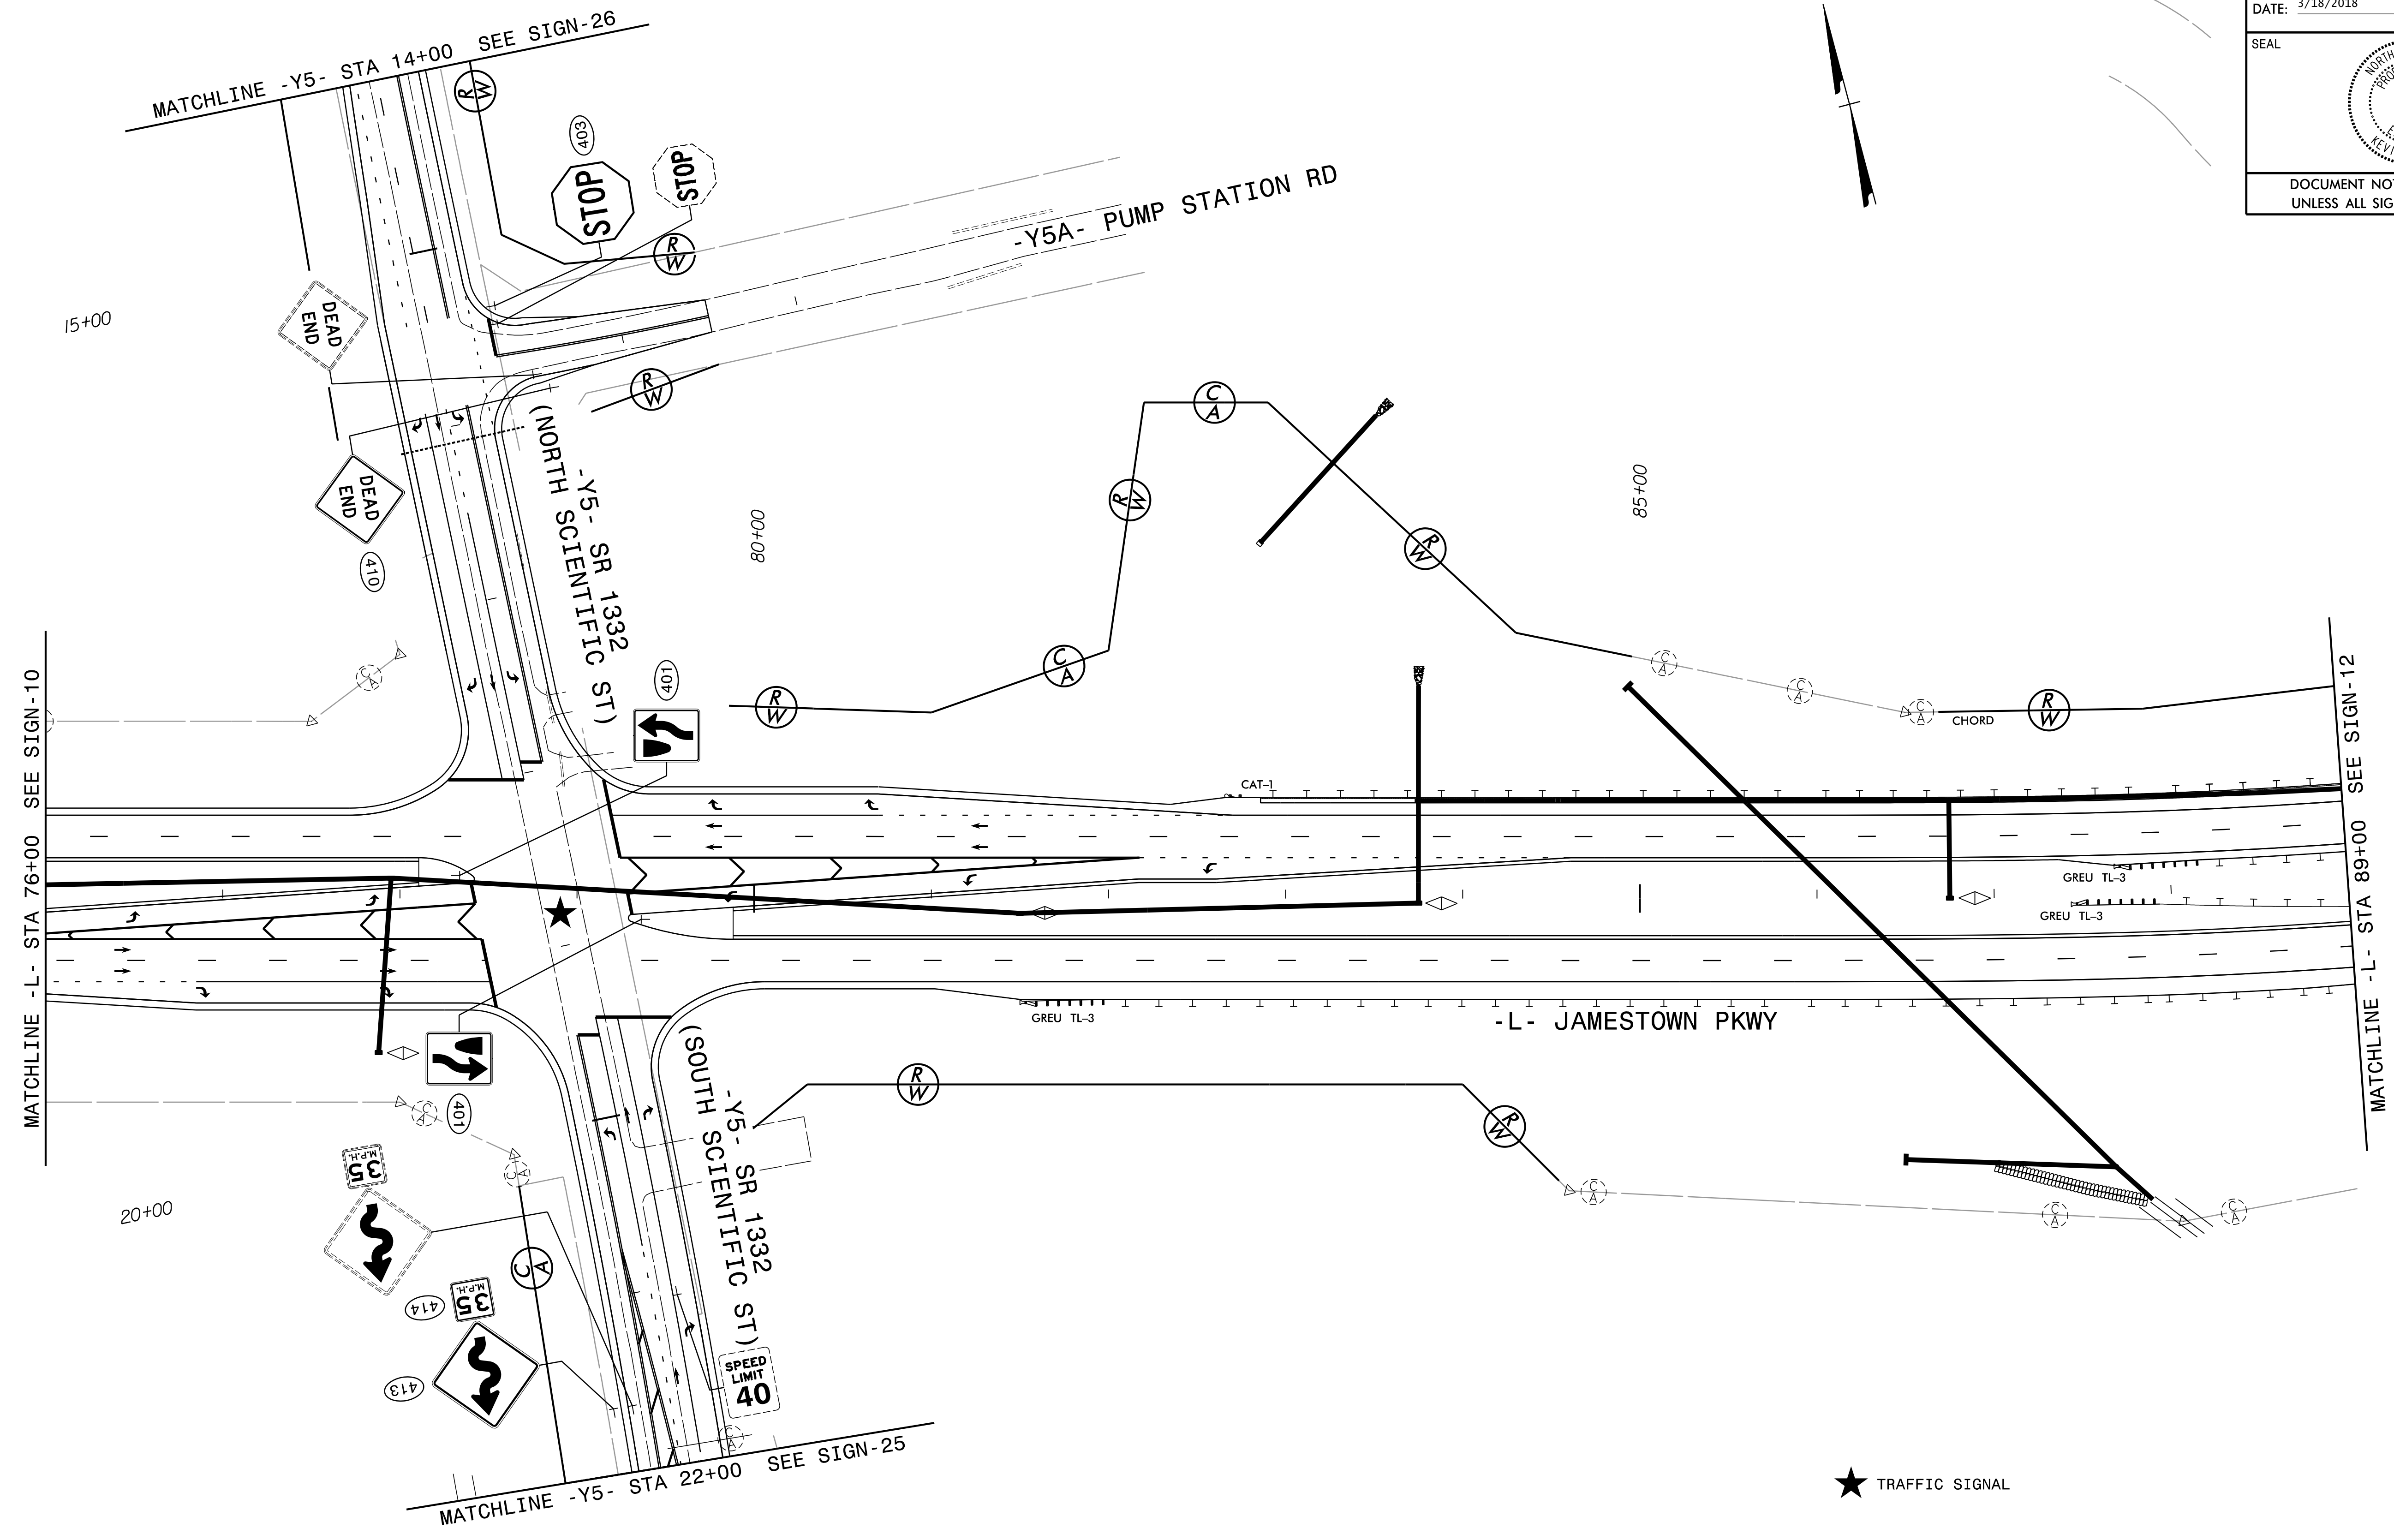 DATE: 3/18/2018
SEAL
NORTH
PROF
KEVI
DOCUMENT NOT
UNLESS ALL SIG
MATCHLINE -Y5- STA 14+00 SEE SIGN-26
R W
403
STOP
STOP
R W
-Y5A- PUMP STATION RD
15+00
DEAD END
R W
DEAD END
410
-Y5- SR 1332
(NORTH SCIENTIFIC ST)
80+00
C A
R W
R W
85+00
C A
R W
401
C A
C A
C A
C A
CHORD
R W
MATCHLINE -L- STA 76+00 SEE SIGN-10
MATCHLINE -L- STA 89+00 SEE SIGN-12
CAT-1
GREU TL-3
GREU TL-3
GREU TL-3
-L- JAMESTOWN PKWY
401
C A
C A
R W
R W
C A
C A
C A
35
M.P.H.
20+00
C A
-Y5- SR 1332
(SOUTH SCIENTIFIC ST)
35
M.P.H.
414
413
SPEED
LIMIT
40
C A
MATCHLINE -Y5- STA 22+00 SEE SIGN-25
TRAFFIC SIGNAL